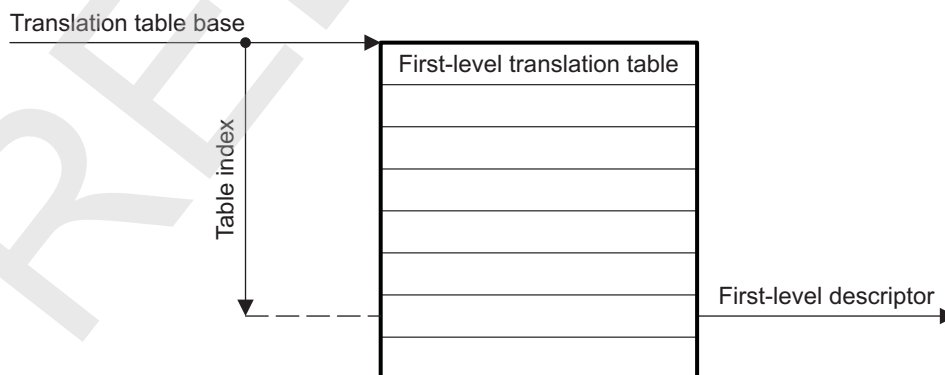 Translation table base
First-level translation table
Table index
First-level descriptor